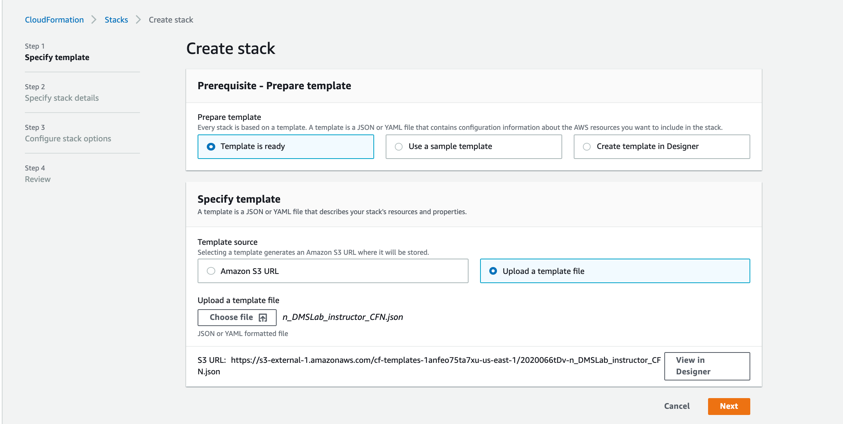 CloudFormation > Stacks > Create stack
Step 1
Specify template
Step 2
Specify stack details
Step 3
Configure stack options
Step 4
Review
Create stack
Prerequisite - Prepare template
Prepare template
Every stack is based on a template. A template is a JSON or YAML file that contains configuration information about the AWS resources you want to include in the stack.
Template is ready
Use a sample template
Create template in Designer
Specify template
A template is a JSON or YAML file that describes your stack's resources and properties.
Template source
Selecting a template generates an Amazon S3 URL where it will be stored.
Amazon S3 URL
Upload a template file
Upload a template file
Choose file
n_DMSLab_instructor_CFN.json
JSON or YAML formatted file
S3 URL: https://s3-external-1.amazonaws.com/cf-templates-1anfeo75ta7xu-us-east-1/2020066tDv-n_DMSLab_instructor_CF
N.json
View in
Designer
Cancel
Next